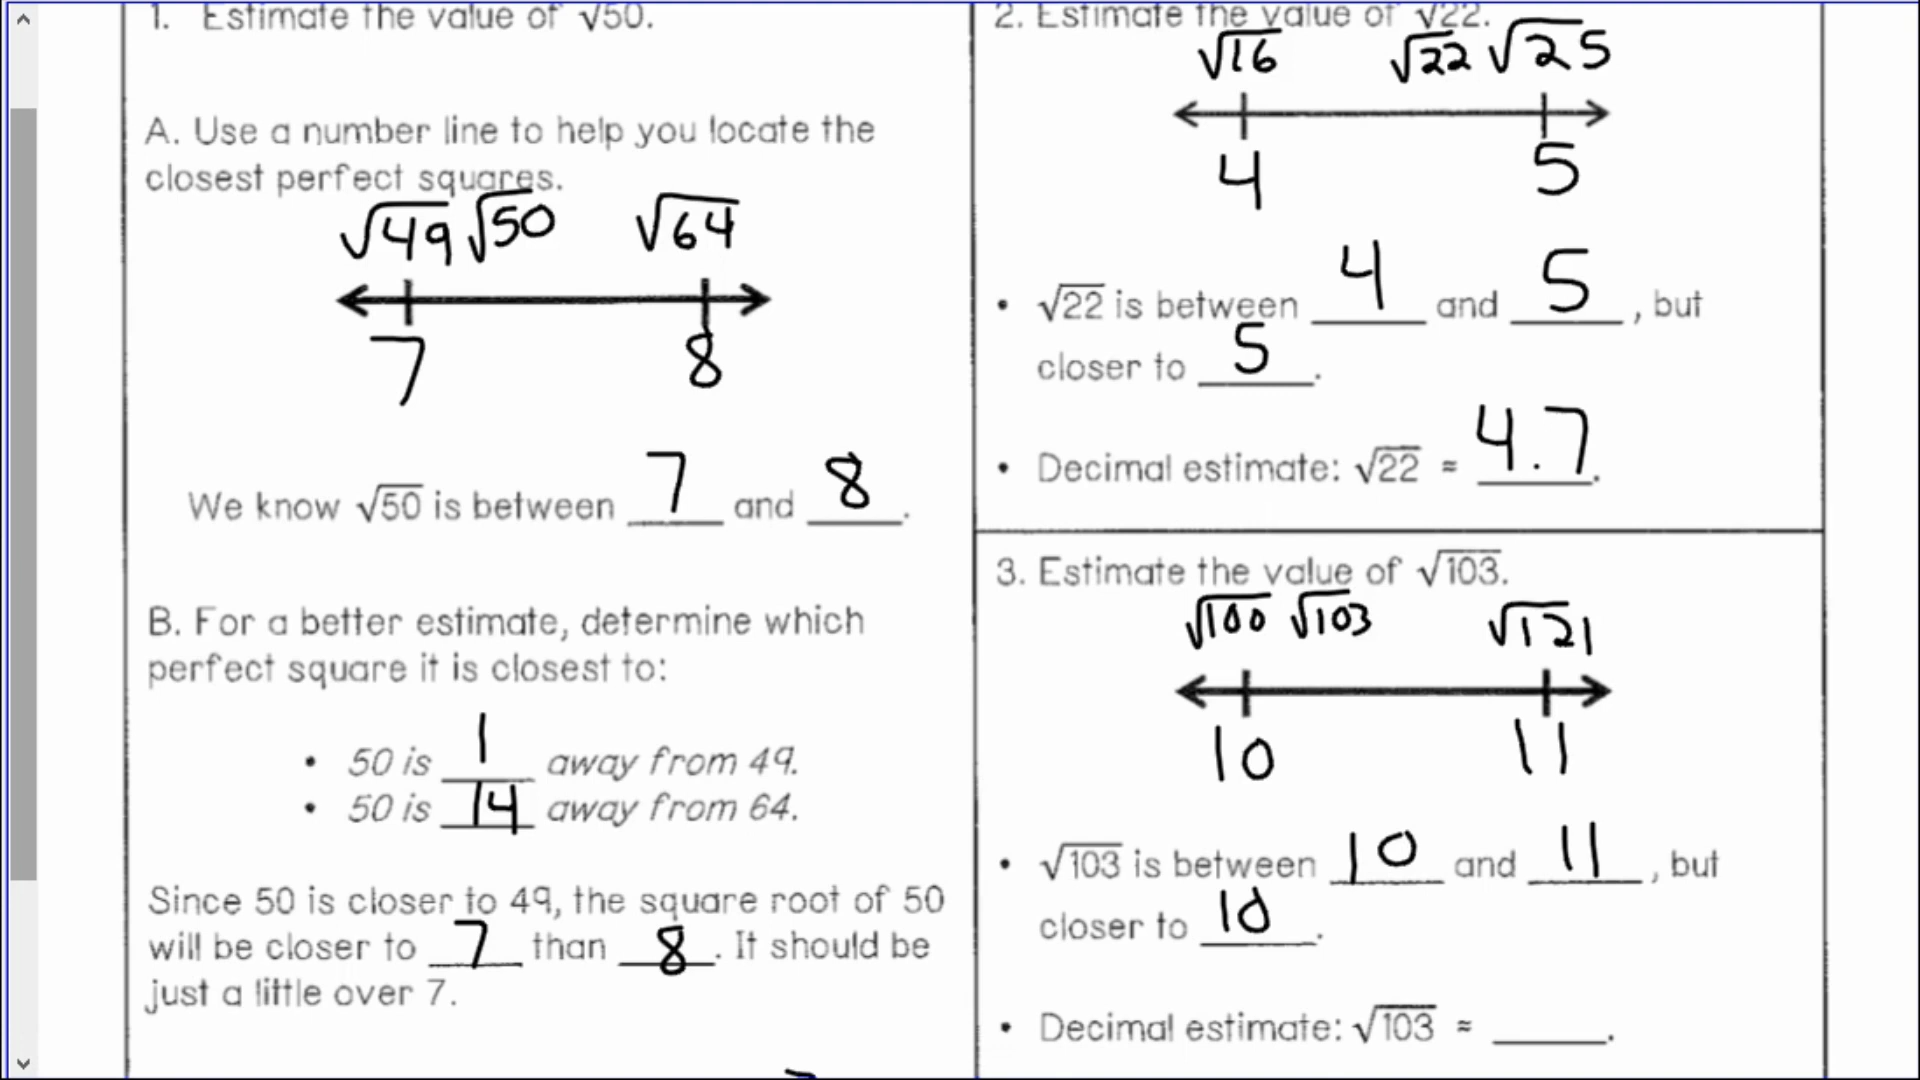 1. Estimate the value of √50.
A. Use a number line to help you locate the
closest perfect squares.
√49 √50 √64
7 8
We know √50 is between 7 and 8.
B. For a better estimate, determine which
perfect square it is closest to:
• 50 is 1 away from 49.
• 50 is 14 away from 64.
Since 50 is closer to 49, the square root of 50
will be closer to 7 than 8. It should be
just a little over 7.
2. Estimate the value of √22.
√16 √22 √25
4 5
• √22 is between 4 and 5, but
closer to 5.
• Decimal estimate: √22 ≈ 4.7.
3. Estimate the value of √103.
√100 √103 √121
10 11
• √103 is between 10 and 11, but
closer to 10.
• Decimal estimate: √103 ≈ ____.